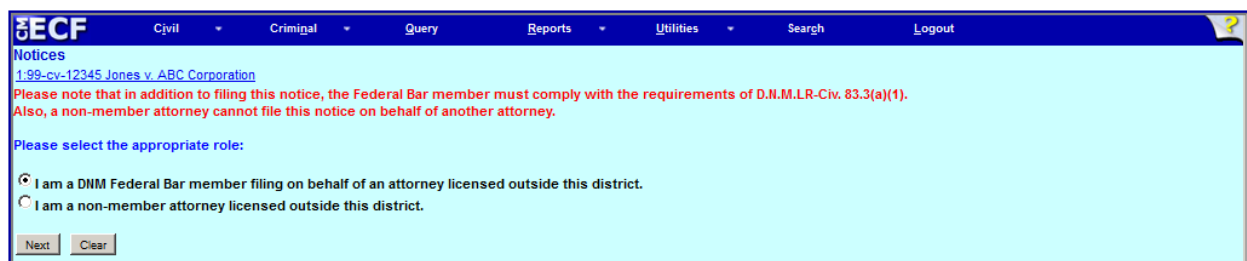 CM ECF Civil Criminal Query Reports Utilities Search Logout ?
Notices
1:99-cv-12345 Jones v. ABC Corporation
Please note that in addition to filing this notice, the Federal Bar member must comply with the requirements of D.N.M.LR-Civ. 83.3(a)(1).
Also, a non-member attorney cannot file this notice on behalf of another attorney.
Please select the appropriate role:
I am a DNM Federal Bar member filing on behalf of an attorney licensed outside this district.
I am a non-member attorney licensed outside this district.
Next Clear